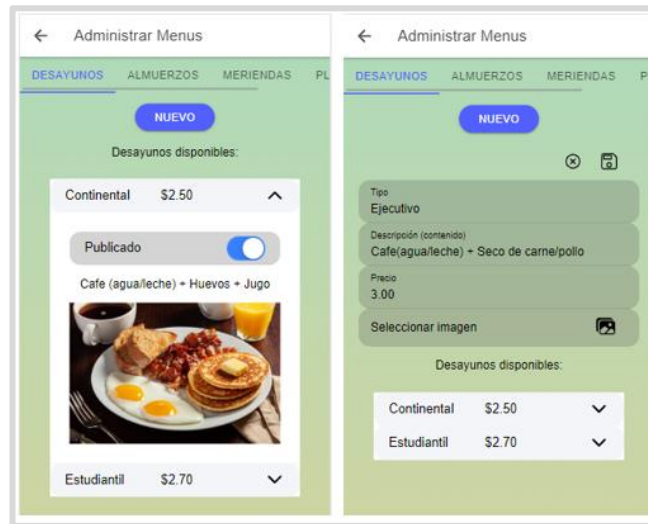 Administrar Menus
DESAYUNOS ALMUERZOS MERIENDAS PL
NUEVO
Desayunos disponibles:
Continental $2.50
Publicado
Cafe (agua/leche) + Huevos + Jugo
Estudiantil $2.70
Administrar Menus
DESAYUNOS ALMUERZOS MERIENDAS P
NUEVO
Tipo
Ejecutivo
Descripción (contenido)
Cafe(agua/leche) + Seco de carne/pollo
Precio
3.00
Seleccionar imagen
Desayunos disponibles:
Continental $2.50
Estudiantil $2.70